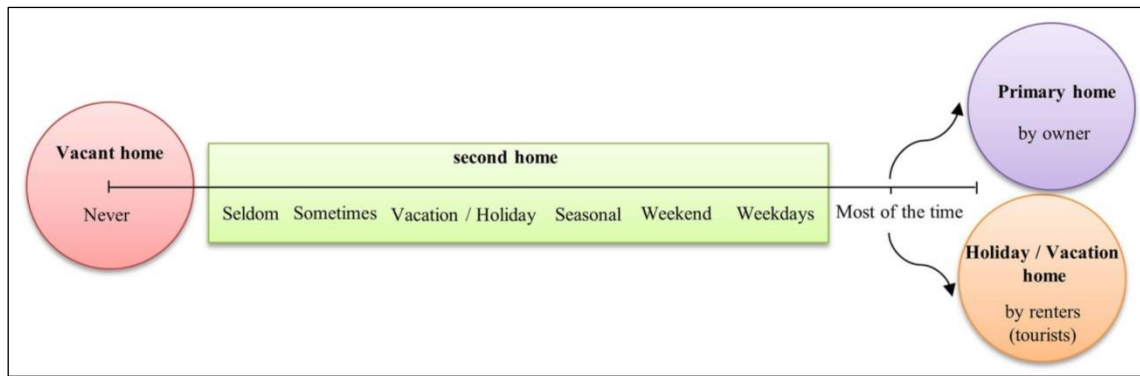 Vacant home
Never
second home
Seldom Sometimes Vacation / Holiday Seasonal Weekend Weekdays
Most of the time
Primary home
by owner
Holiday / Vacation
home
by renters
(tourists)